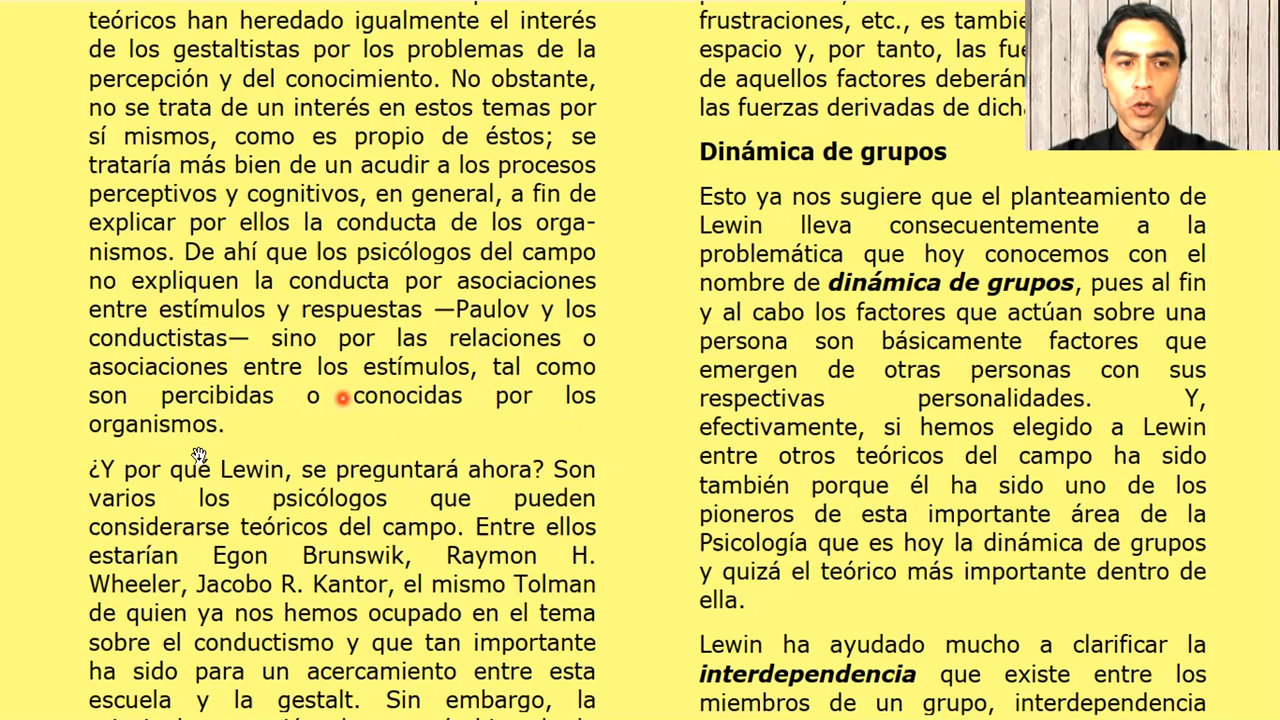 teóricos han heredado igualmente el interés
de los gestaltistas por los problemas de la
percepción y del conocimiento. No obstante,
no se trata de un interés en estos temas por
sí mismos, como es propio de éstos; se
trataría más bien de un acudir a los procesos
perceptivos y cognitivos, en general, a fin de
explicar por ellos la conducta de los orga-
nismos. De ahí que los psicólogos del campo
no expliquen la conducta por asociaciones
entre estímulos y respuestas —Paulov y los
conductistas— sino por las relaciones o
asociaciones entre los estímulos, tal como
son percibidas o conocidas por los
organismos.
¿Y por qué Lewin, se preguntará ahora? Son
varios los psicólogos que pueden
considerarse teóricos del campo. Entre ellos
estarían Egon Brunswik, Raymon H.
Wheeler, Jacobo R. Kantor, el mismo Tolman
de quien ya nos hemos ocupado en el tema
sobre el conductismo y que tan importante
ha sido para un acercamiento entre esta
escuela y la gestalt. Sin embargo, la
frustraciones, etc., es
espacio y, por tanto, las
de aquellos factores deberán
las fuerzas derivadas de
Dinámica de grupos
Esto ya nos sugiere que el planteamiento de
Lewin lleva consecuentemente a la
problemática que hoy conocemos con el
nombre de dinámica de grupos, pues al fin
y al cabo los factores que actúan sobre una
persona son básicamente factores que
emergen de otras personas con sus
respectivas personalidades. Y,
efectivamente, si hemos elegido a Lewin
entre otros teóricos del campo ha sido
también porque él ha sido uno de los
pioneros de esta importante área de la
Psicología que es hoy la dinámica de grupos
y quizá el teórico más importante dentro de
ella.
Lewin ha ayudado mucho a clarificar la
interdependencia que existe entre los
miembros de un grupo, interdependencia